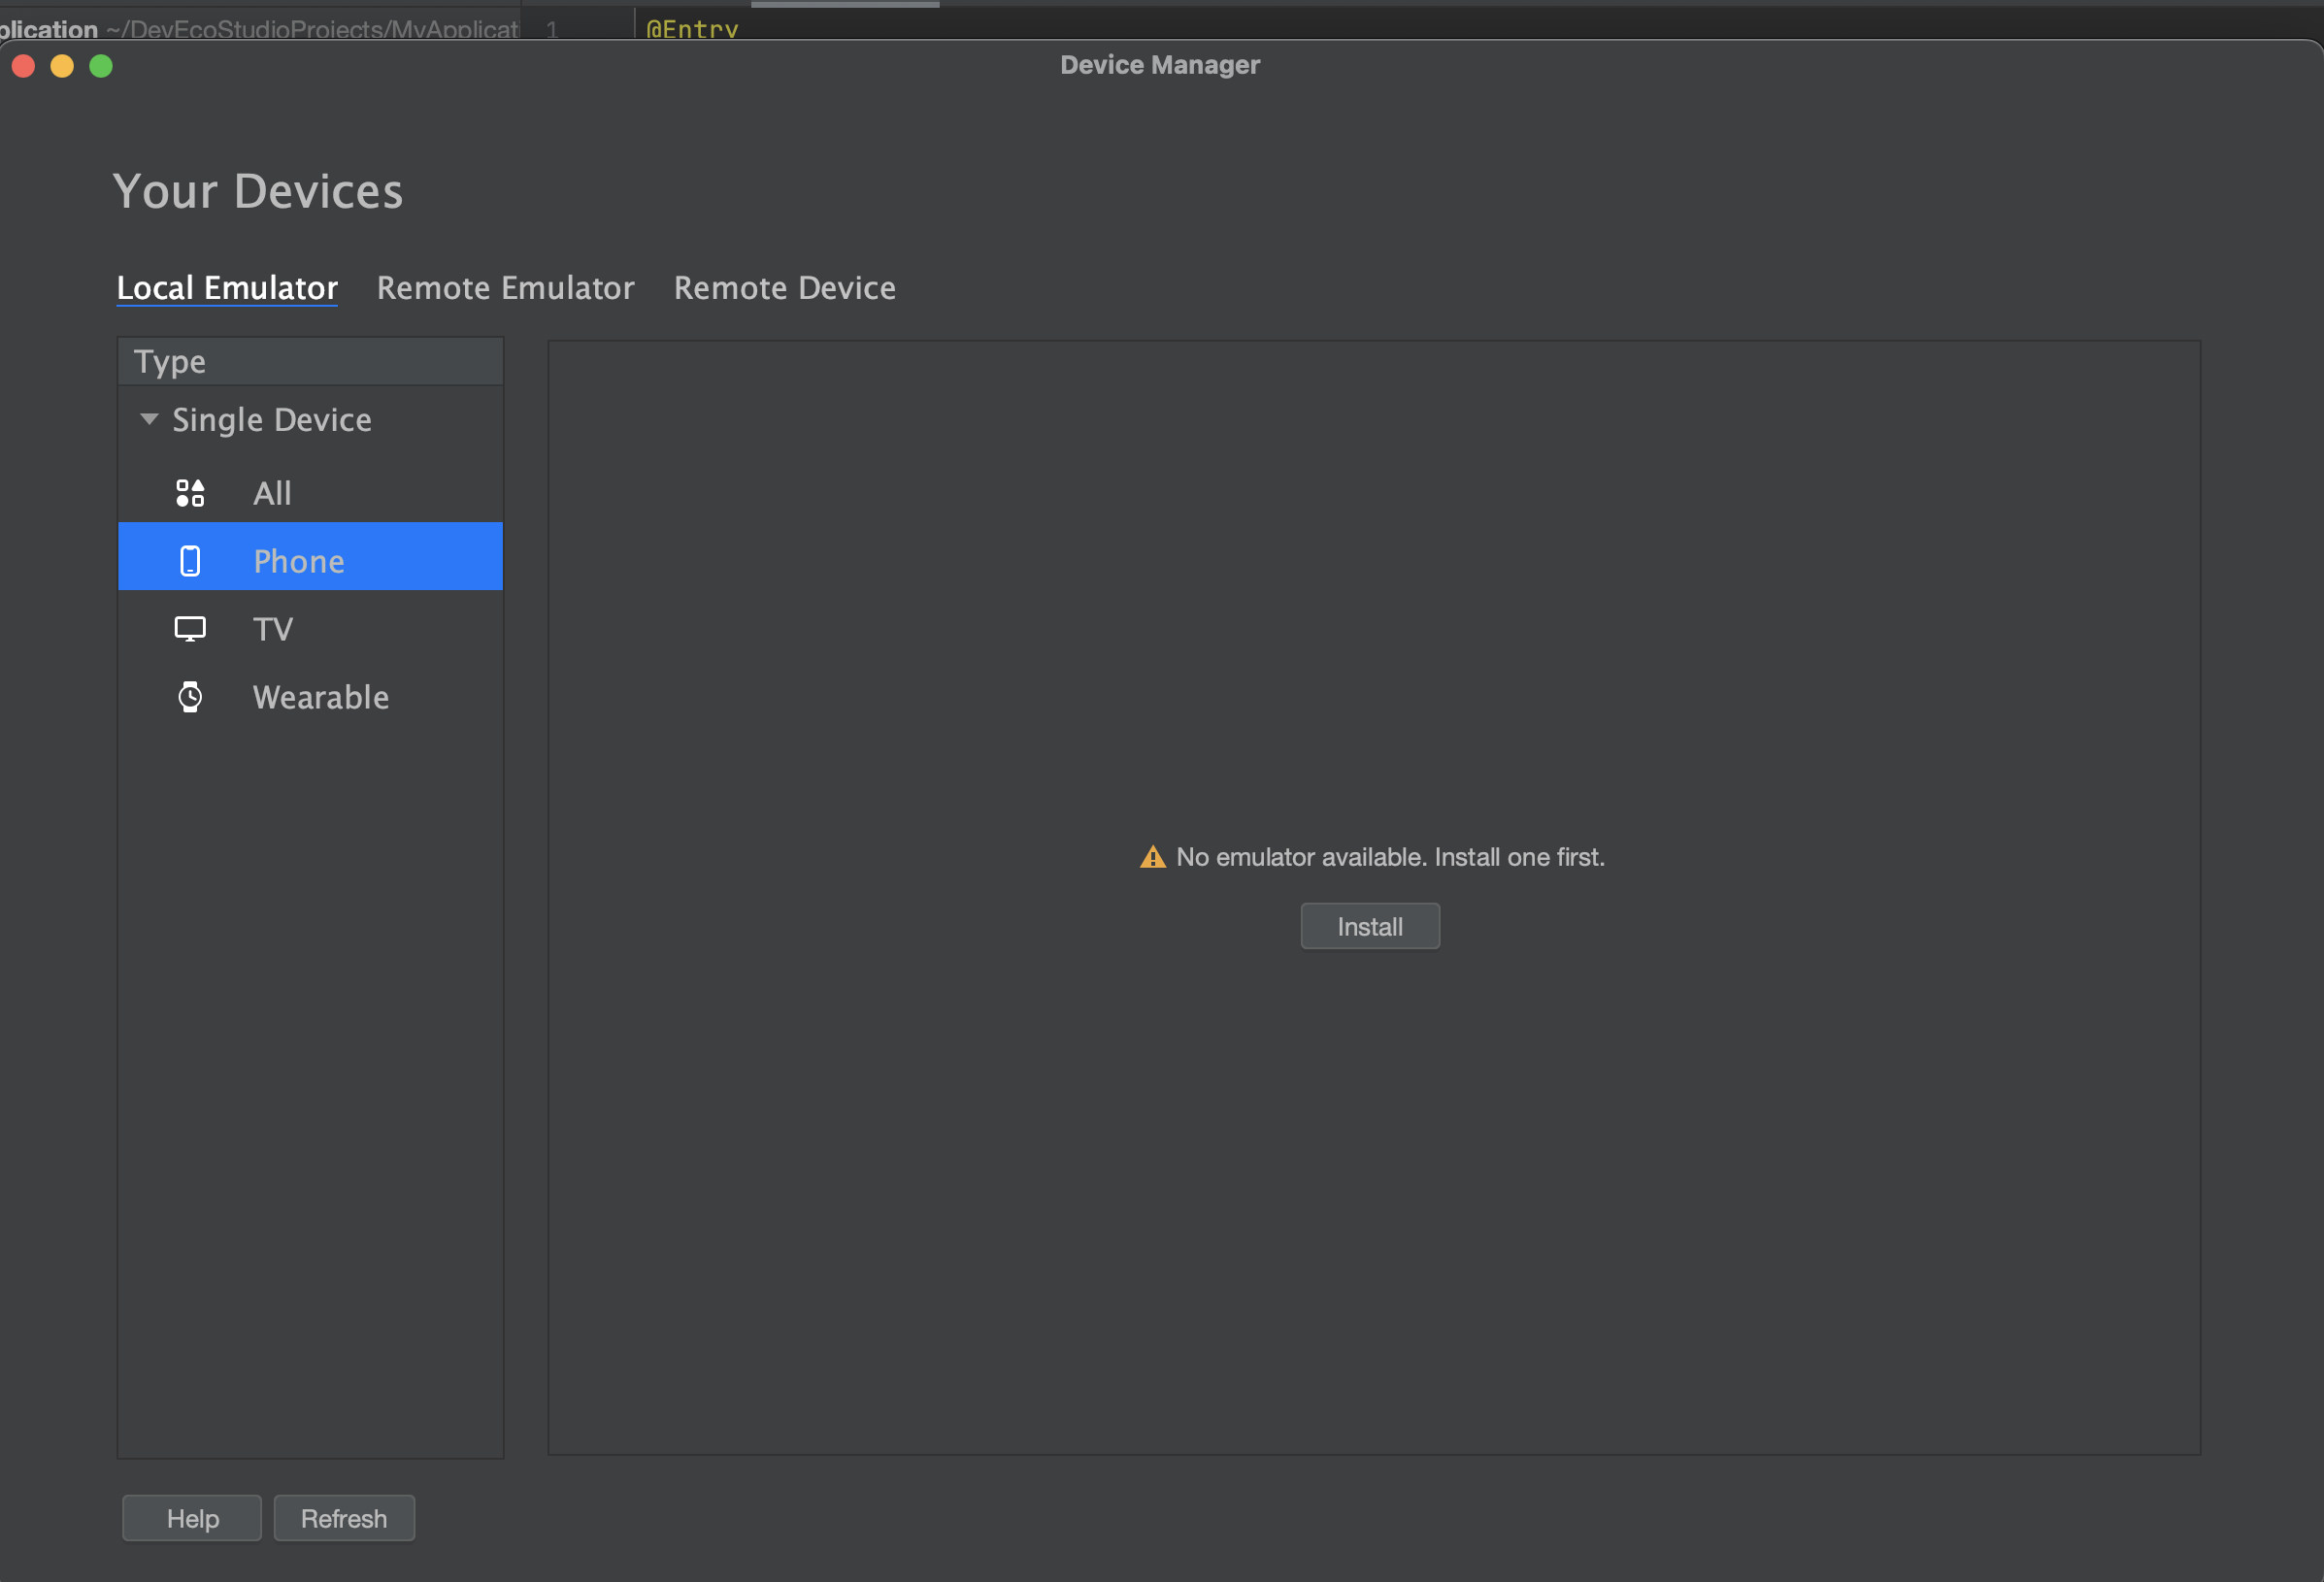 plication ~/DevEcoStudioProjects/MyApplicati 1 @Entry
Device Manager
Your Devices
Local Emulator Remote Emulator Remote Device
Type
Single Device
All
Phone
TV
Wearable
No emulator available. Install one first.
Install
Help Refresh